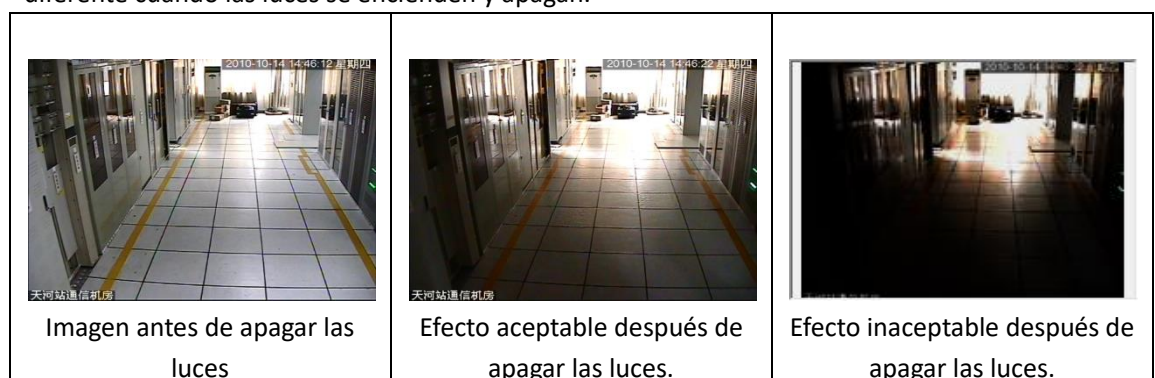 diferente cuando las luces se encienden y apagan.
2010-10-14 14:46:12 星期四
天河站通信机房
Imagen antes de apagar las
luces
2010-10-14 14:46:22 星期四
天河站通信机房
Efecto aceptable después de
apagar las luces.
Efecto inaceptable después de
apagar las luces.